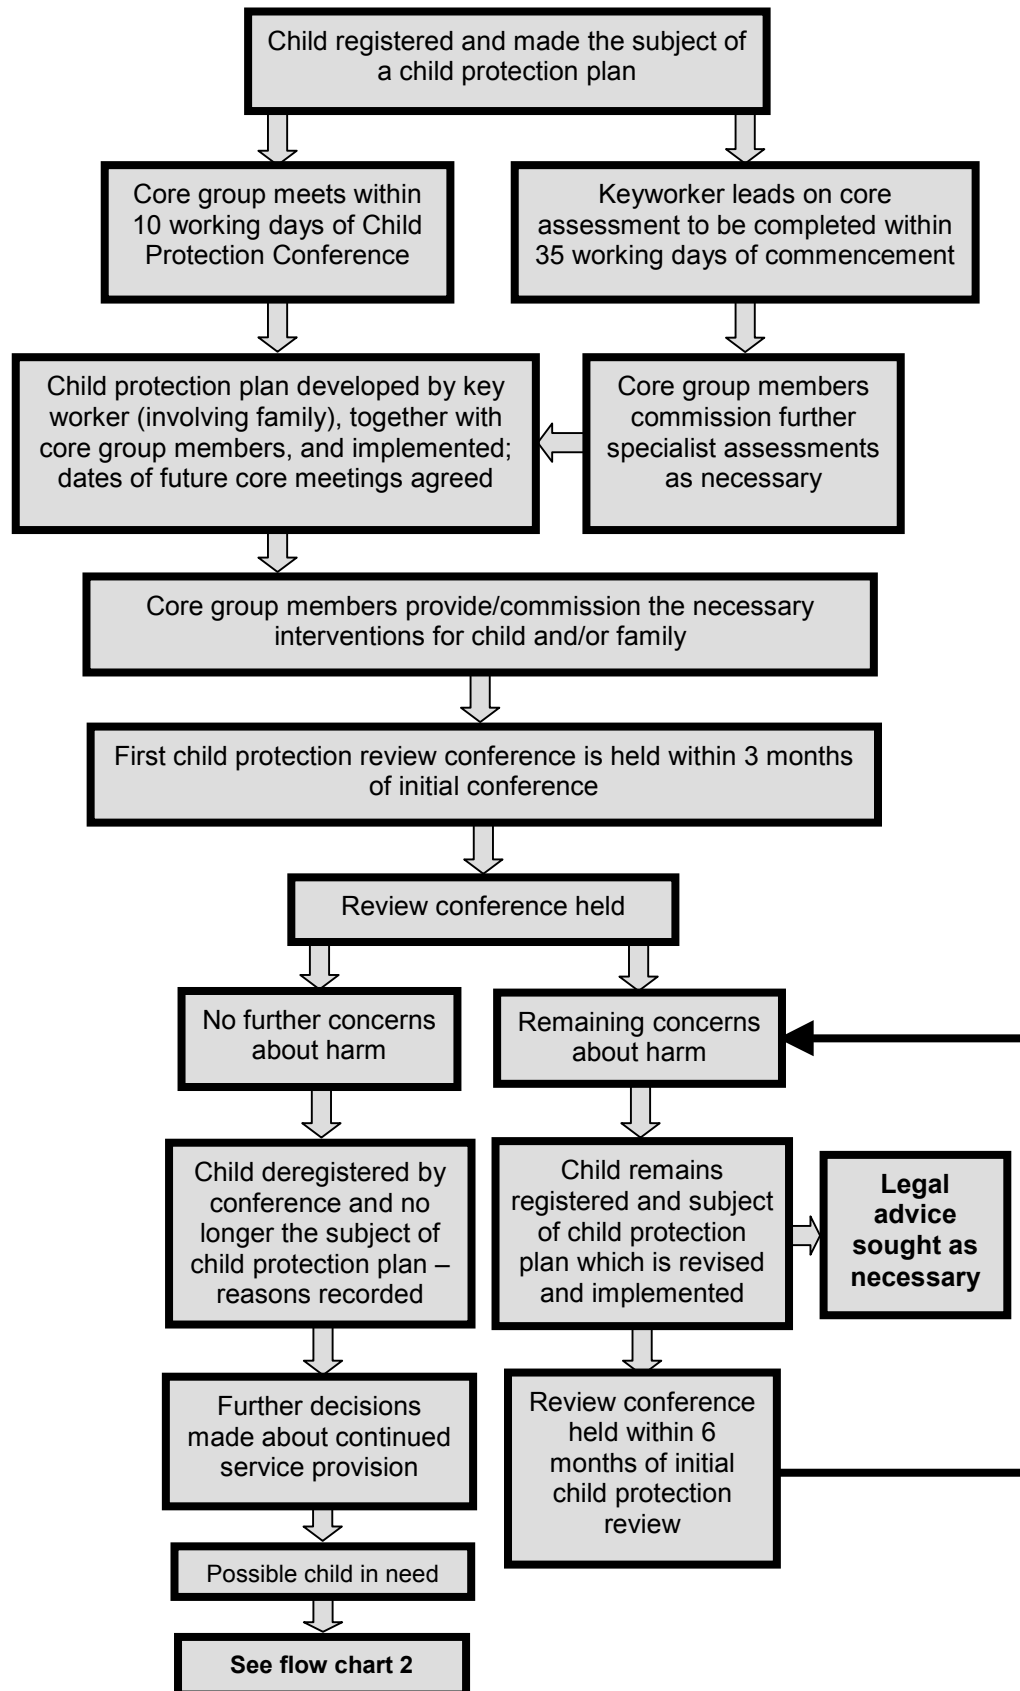 Child registered and made the subject of
a child protection plan
Core group meets within
10 working days of Child
Protection Conference
Keyworker leads on core
assessment to be completed within
35 working days of commencement
Child protection plan developed by key
worker (involving family), together with
core group members, and implemented;
dates of future core meetings agreed
Core group members
commission further
specialist assessments
as necessary
Core group members provide/commission the necessary
interventions for child and/or family
First child protection review conference is held within 3 months
of initial conference
Review conference held
No further concerns
about harm
Remaining concerns
about harm
Child deregistered by
conference and no
longer the subject of
child protection plan –
reasons recorded
Child remains
registered and subject
of child protection
plan which is revised
and implemented
Legal
advice
sought as
necessary
Further decisions
made about continued
service provision
Review conference
held within 6
months of initial
child protection
review
Possible child in need
See flow chart 2